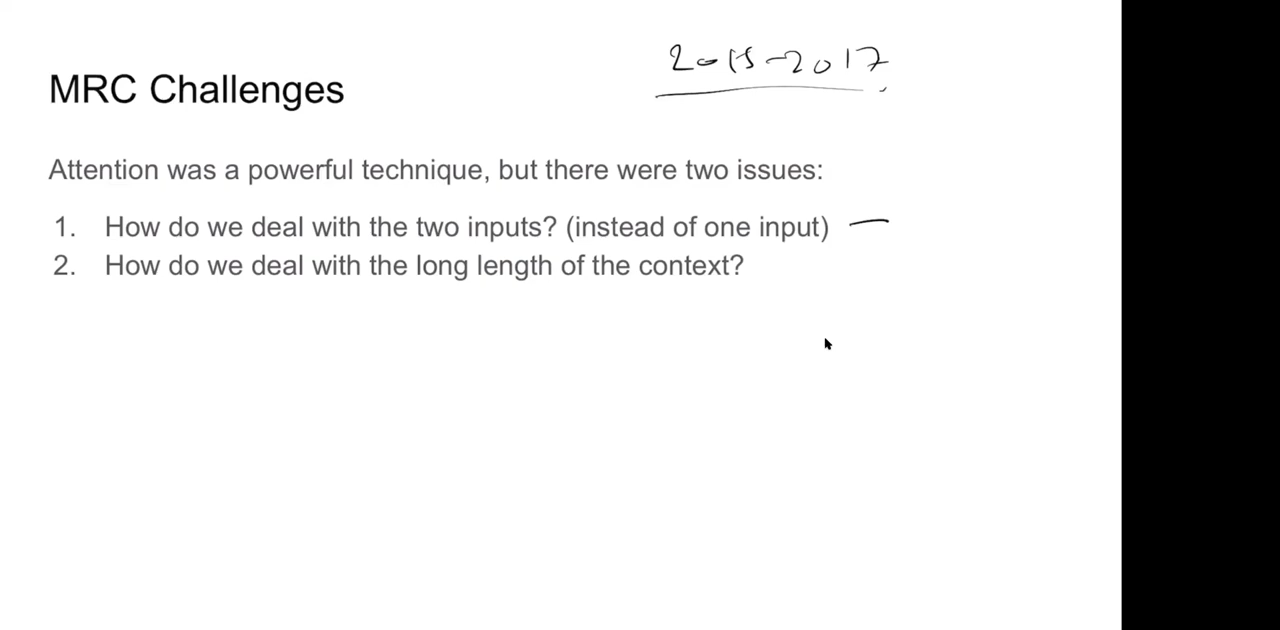 2015-2017
MRC Challenges
Attention was a powerful technique, but there were two issues:
1. How do we deal with the two inputs? (instead of one input)
2. How do we deal with the long length of the context?